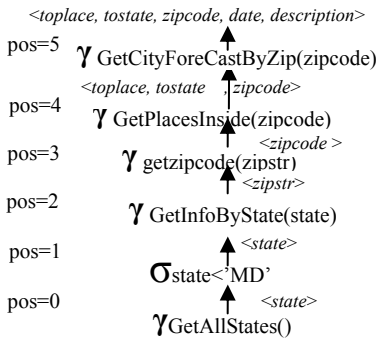 <toplace, tostate, zipcode, date, description>
pos=5
γ GetCityForeCastByZip(zipcode)
<toplace, tostate , zipcode>
pos=4
γ GetPlacesInside(zipcode)
<zipcode >
pos=3
γ getzipcode(zipstr)
<zipstr>
pos=2
γ GetInfoByState(state)
pos=1
<state>
σstate<'MD'
pos=0
<state>
γGetAllStates()